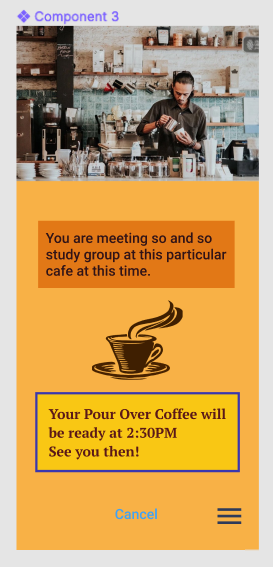 Component 3
You are meeting so and so
study group at this particular
cafe at this time.
Your Pour Over Coffee will
be ready at 2:30PM
See you then!
Cancel